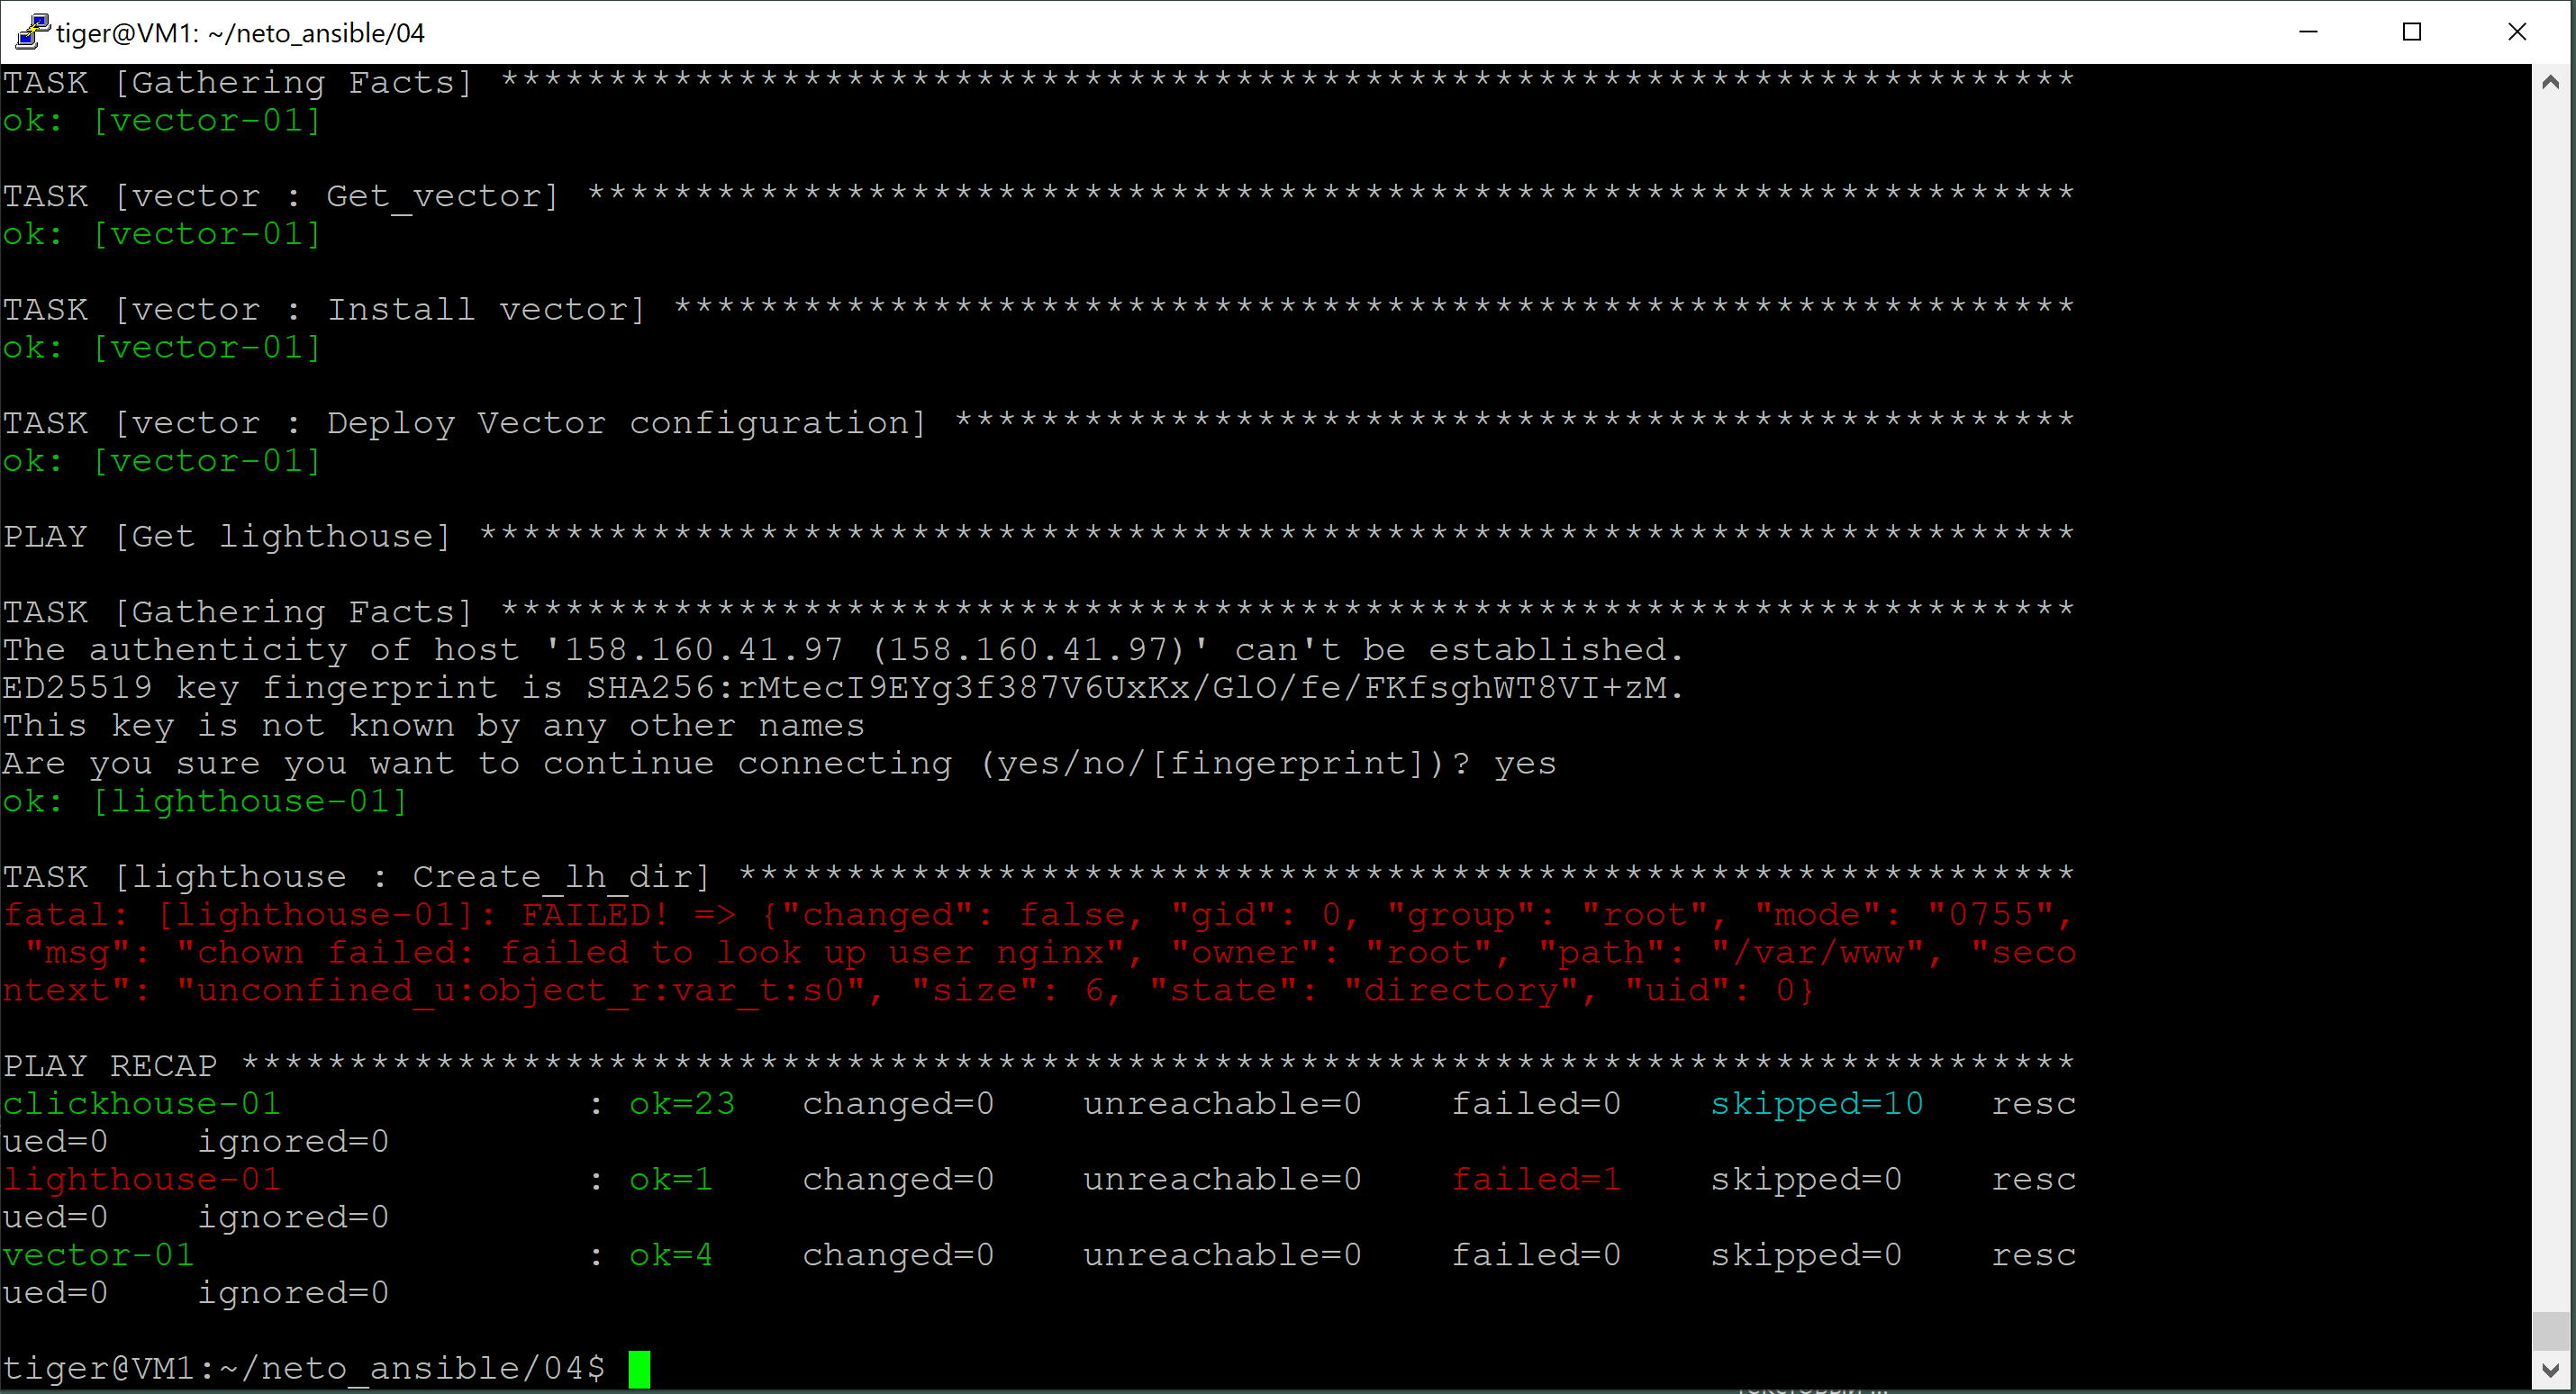 tiger@VM1: ~/neto_ansible/04
TASK [Gathering Facts] *************************************************************************
ok: [vector-01]
TASK [vector : Get_vector] *********************************************************************
ok: [vector-01]
TASK [vector : Install vector] *****************************************************************
ok: [vector-01]
TASK [vector : Deploy Vector configuration] ****************************************************
ok: [vector-01]
PLAY [Get lighthouse] **************************************************************************
TASK [Gathering Facts] *************************************************************************
The authenticity of host '158.160.41.97 (158.160.41.97)' can't be established.
ED25519 key fingerprint is SHA256:rMtecI9EYg3f387V6UxKx/GlO/fe/FKfsghWT8VI+zM.
This key is not known by any other names
Are you sure you want to continue connecting (yes/no/[fingerprint])? yes
ok: [lighthouse-01]
TASK [lighthouse : Create_lh_dir] **************************************************************
fatal: [lighthouse-01]: FAILED! => {"changed": false, "gid": 0, "group": "root", "mode": "0755",
 "msg": "chown failed: failed to look up user nginx", "owner": "root", "path": "/var/www", "seco
ntext": "unconfined_u:object_r:var_t:s0", "size": 6, "state": "directory", "uid": 0}
PLAY RECAP *************************************************************************************
clickhouse-01              : ok=23   changed=0    unreachable=0    failed=0    skipped=10   resc
ued=0    ignored=0
lighthouse-01              : ok=1    changed=0    unreachable=0    failed=1    skipped=0    resc
ued=0    ignored=0
vector-01                  : ok=4    changed=0    unreachable=0    failed=0    skipped=0    resc
ued=0    ignored=0
tiger@VM1:~/neto_ansible/04$